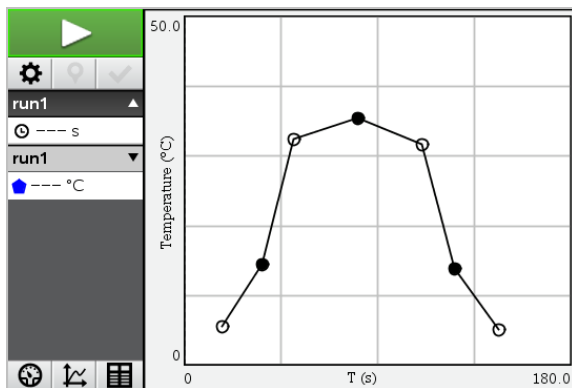 run1
--- s
run1
--- °C
50.0
Temperature (°C)
0
0
T (s)
180.0